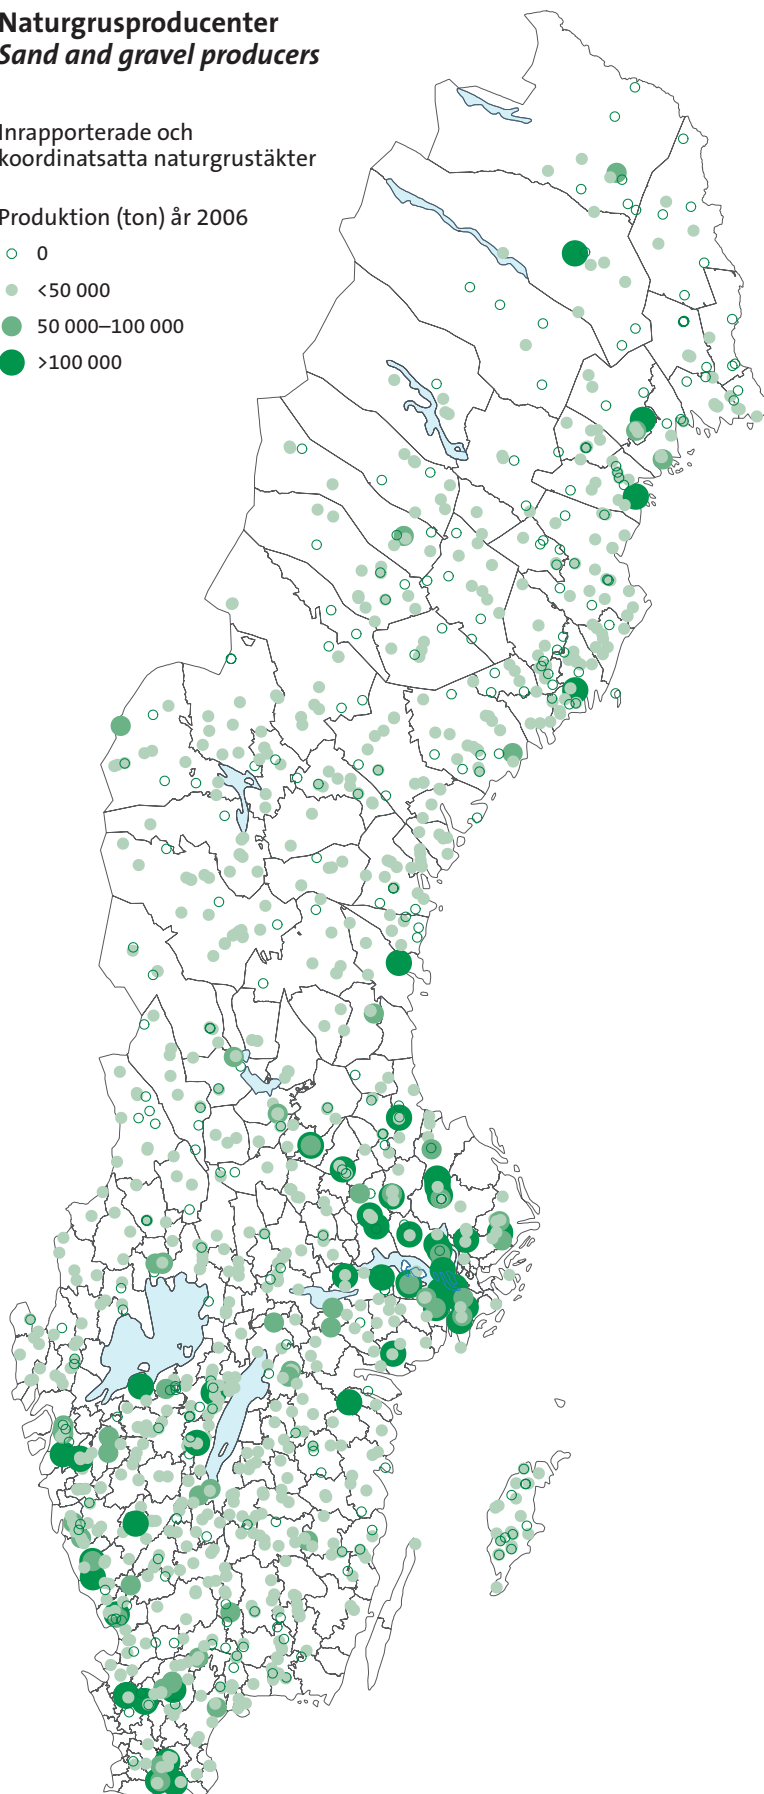 Naturgrusproducenter
Sand and gravel producers
Inrapporterade och
koordinatsatta naturgrustäkter
Produktion (ton) år 2006
0
<50 000
50 000–100 000
>100 000